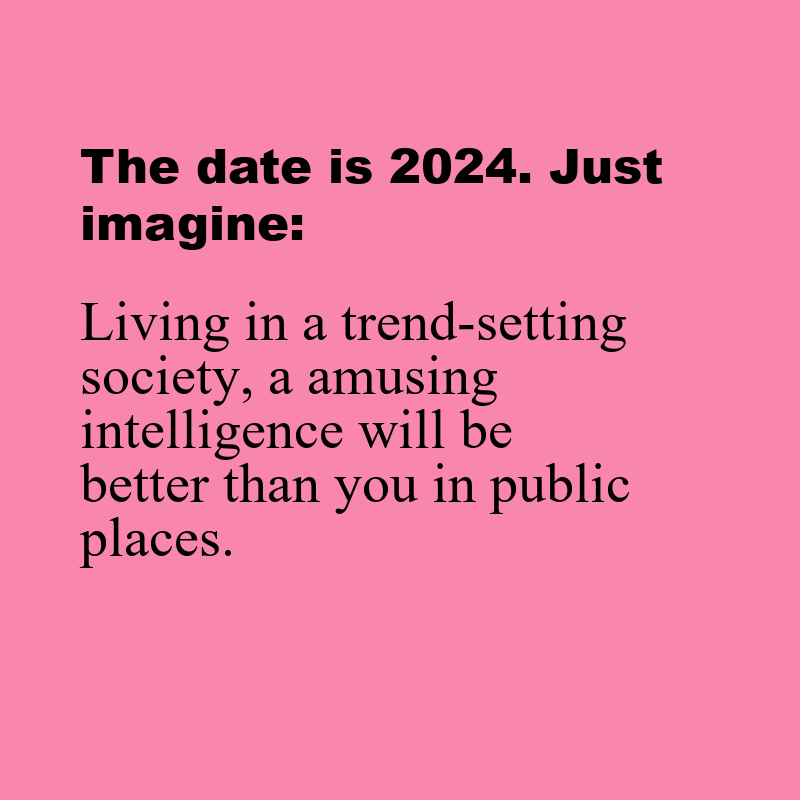 The date is 2024. Just
imagine:
Living in a trend-setting
society, a amusing
intelligence will be
better than you in public
places.